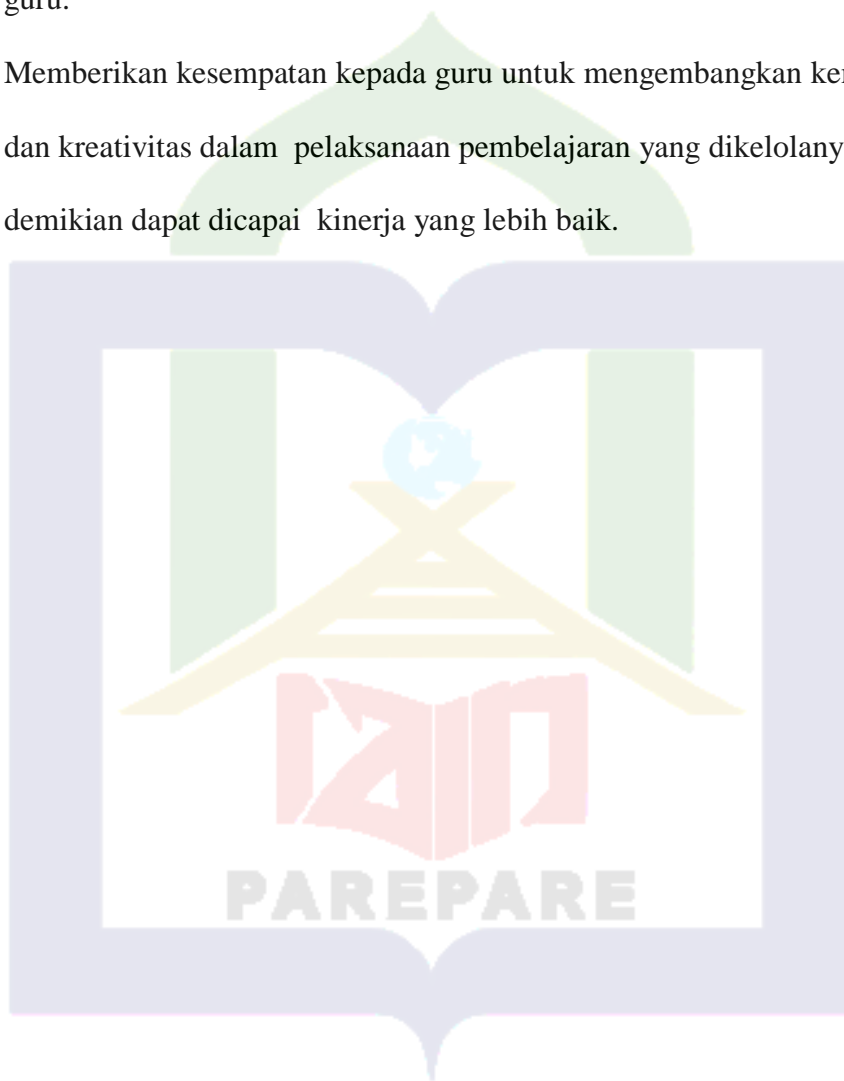 guru.
Memberikan kesempatan kepada guru untuk mengembangkan
dan kreativitas dalam  pelaksanaan pembelajaran yang
demikian dapat dicapai  kinerja yang lebih baik.
iain
PAREPARE